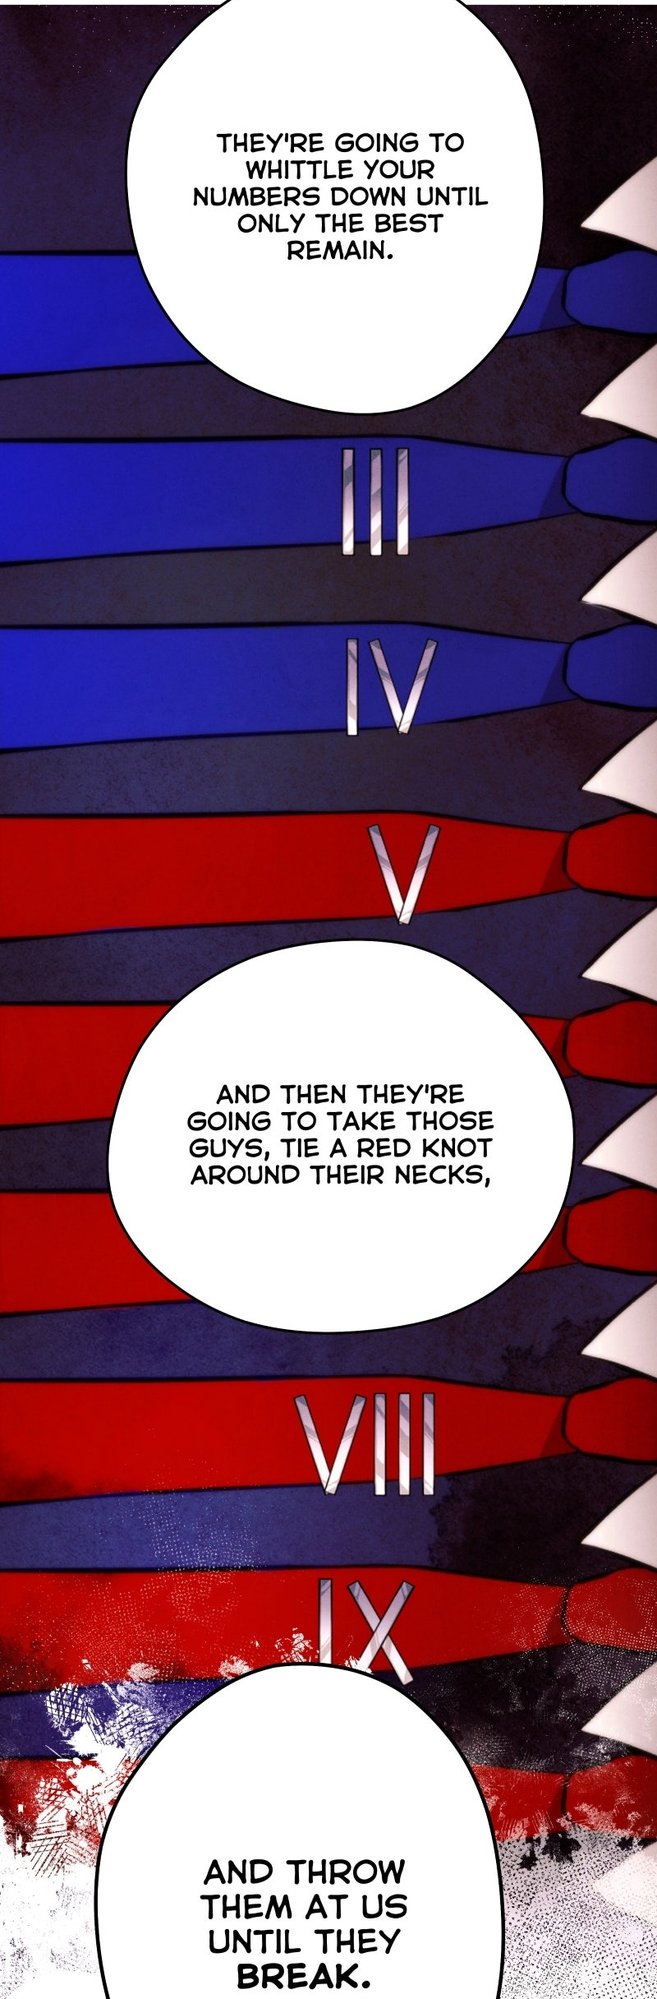 THEY'RE GOING TO
WHITTLE YOUR
NUMBERS DOWN UNTIL
ONLY THE BEST
REMAIN.
III
IV
V
AND THEN THEY'RE
GOING TO TAKE THOSE
GUYS, TIE A RED KNOT
AROUND THEIR NECKS,
VIII
IX
AND THROW
THEM AT US
UNTIL THEY
BREAK.